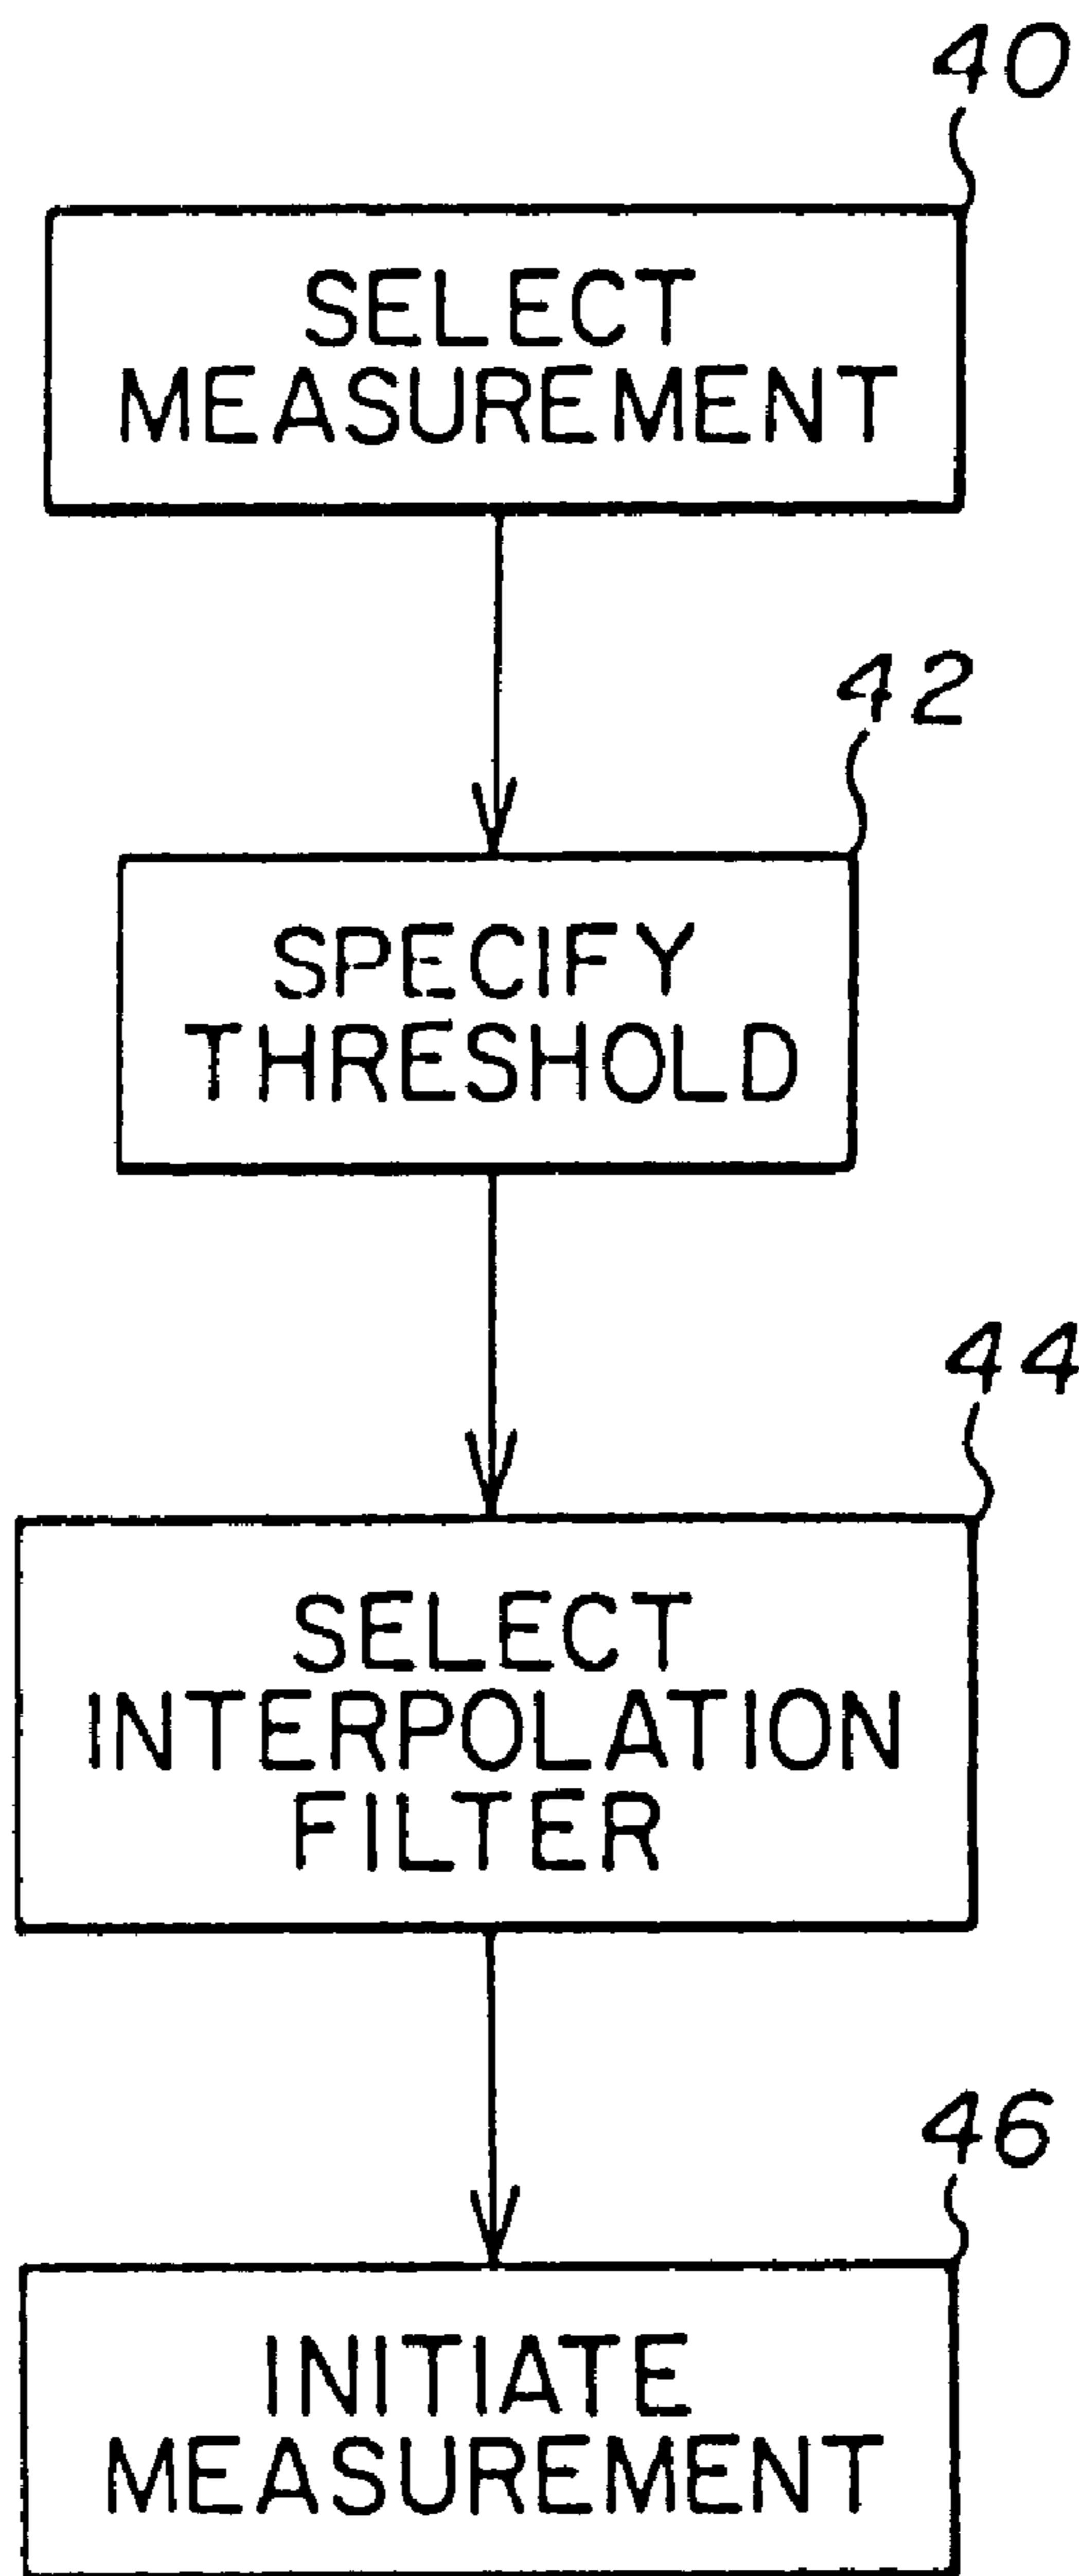 40
SELECT
MEASUREMENT
42
SPECIFY
THRESHOLD
44
SELECT
INTERPOLATION
FILTER
46
INITIATE
MEASUREMENT